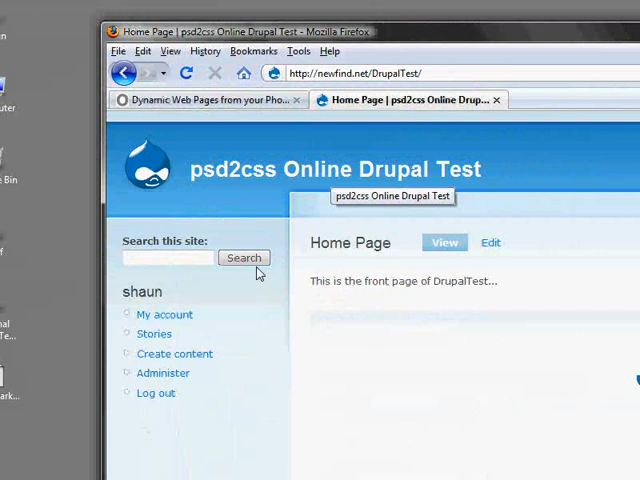 Home Page | psd2css Online Drupal Test - Mozilla Firefox
File Edit View History Bookmarks Tools Help
http://newfind.net/DrupalTest/
Dynamic Web Pages from your Pho...
Home Page | psd2css Online Drup...
psd2css Online Drupal Test
psd2css Online Drupal Test
Search this site:
Search
Home Page View Edit
This is the front page of DrupalTest...
shaun
My account
Stories
Create content
Administer
Log out